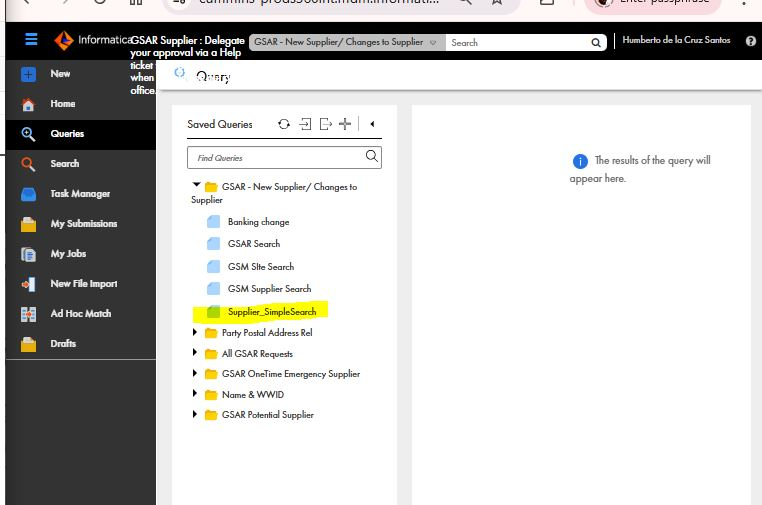 cummins-prod360int.mdm.informati...
Enter passphrase
Informatica
GSAR Supplier : Delegate
your approval via a Help
ticket
when
office.
GSAR - New Supplier/ Changes to Supplier
Search
Humberto de la Cruz Santos
New
Home
Queries
Search
Task Manager
My Submissions
My Jobs
New File Import
Ad Hoc Match
Drafts
Query
Saved Queries
Find Queries
GSAR - New Supplier/ Changes to
Supplier
Banking change
GSAR Search
GSM SIte Search
GSM Supplier Search
Supplier_SimpleSearch
Party Postal Address Rel
All GSAR Requests
GSAR OneTime Emergency Supplier
Name & WWID
GSAR Potential Supplier
The results of the query will
appear here.